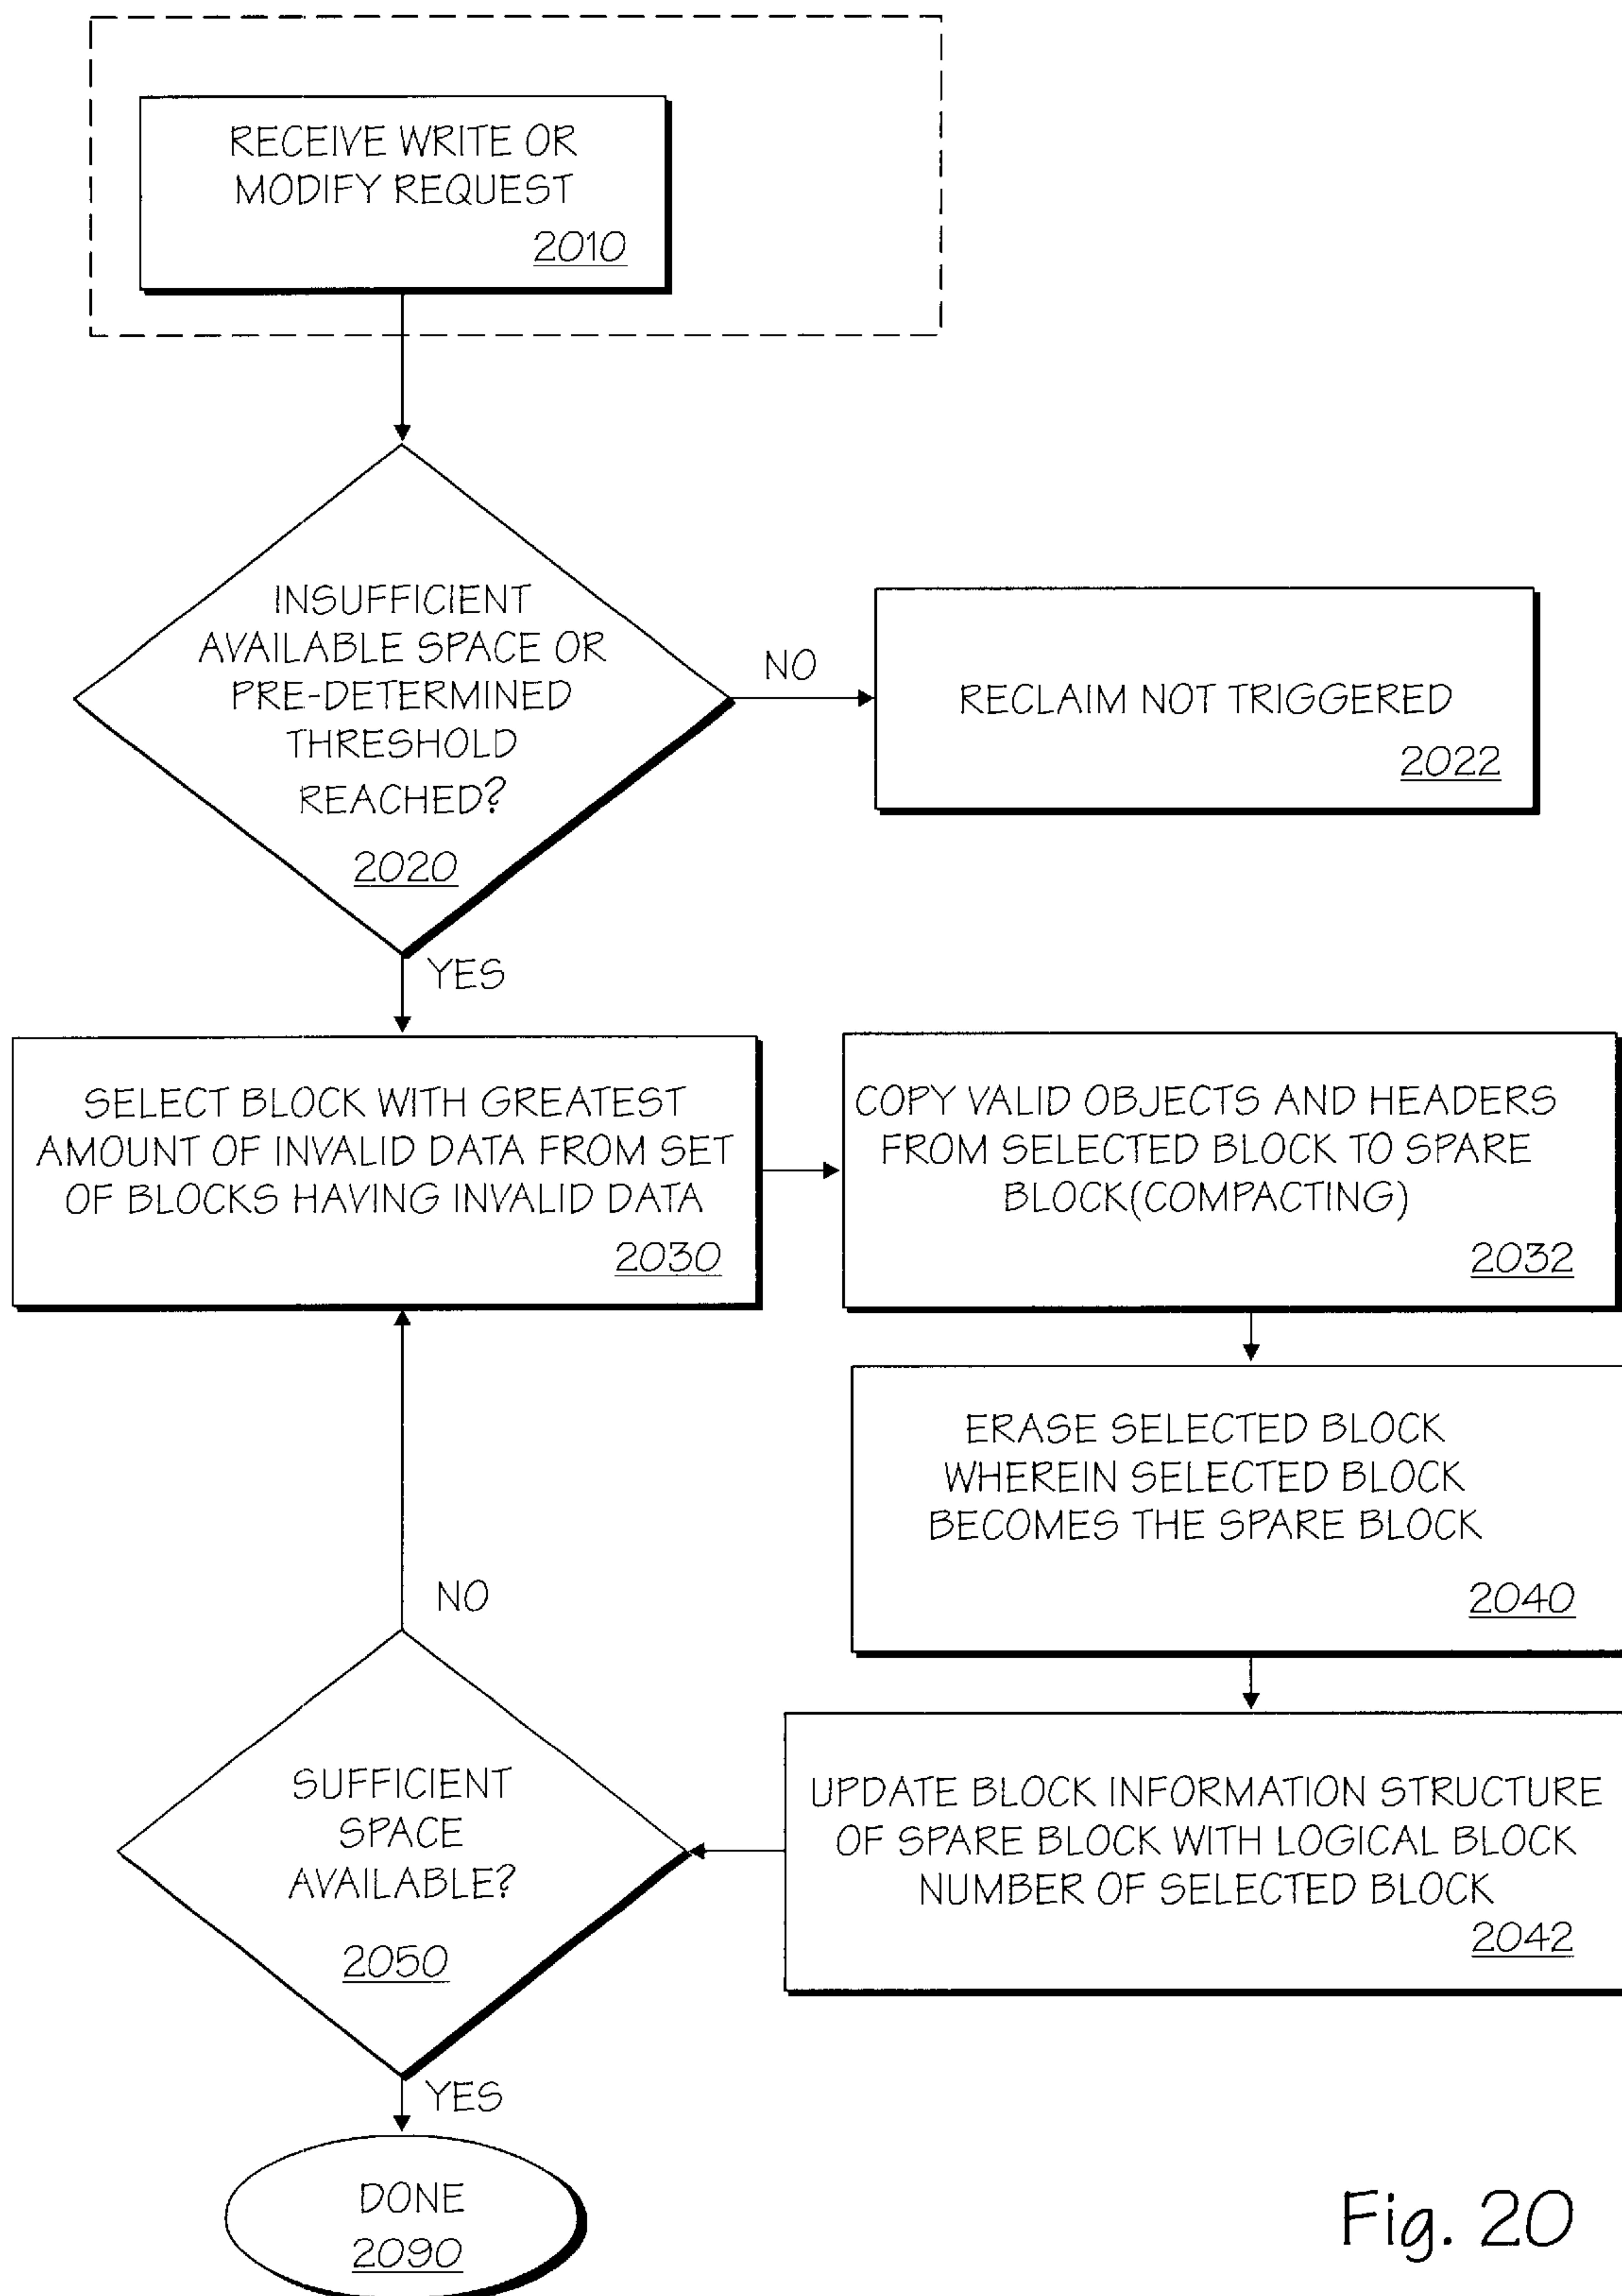 RECEIVE WRITE OR
MODIFY REQUEST
2010
INSUFFICIENT
AVAILABLE SPACE OR
PRE-DETERMINED
THRESHOLD
REACHED?
2020
NO
RECLAIM NOT TRIGGERED
2022
YES
SELECT BLOCK WITH GREATEST
AMOUNT OF INVALID DATA FROM SET
OF BLOCKS HAVING INVALID DATA
2030
COPY VALID OBJECTS AND HEADERS
FROM SELECTED BLOCK TO SPARE
BLOCK(COMPACTING)
2032
ERASE SELECTED BLOCK
WHEREIN SELECTED BLOCK
BECOMES THE SPARE BLOCK
2040
UPDATE BLOCK INFORMATION STRUCTURE
OF SPARE BLOCK WITH LOGICAL BLOCK
NUMBER OF SELECTED BLOCK
2042
NO
SUFFICIENT
SPACE
AVAILABLE?
2050
YES
DONE
2090
Fig. 20